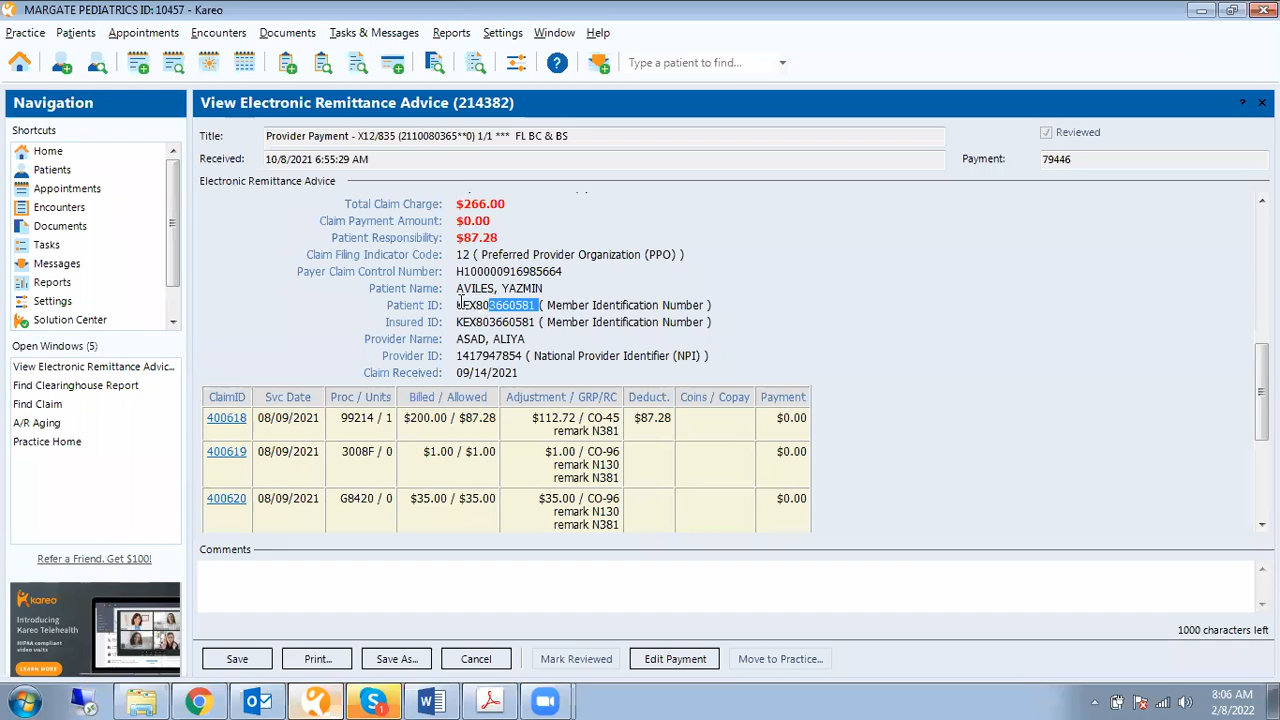 MARGATE PEDIATRICS ID: 10457 - Kareo
Practice Patients Appointments Encounters Documents Tasks & Messages Reports Settings Window Help
Type a patient to find...
Navigation
Shortcuts
Home
Patients
Appointments
Encounters
Documents
Tasks
Messages
Reports
Settings
Solution Center
Open Windows (5)
View Electronic Remittance Advic...
Find Clearinghouse Report
Find Claim
A/R Aging
Practice Home
Refer a Friend. Get $100!
kareo
Introducing
Kareo Telehealth
HIPAA compliant
video visits
LEARN MORE
View Electronic Remittance Advice (214382)
Title: Provider Payment - X12/835 (2110080365**0) 1/1 *** FL BC & BS Reviewed
Received: 10/8/2021 6:55:29 AM Payment: 79446
Electronic Remittance Advice
Total Claim Charge: $266.00
Claim Payment Amount: $0.00
Patient Responsibility: $87.28
Claim Filing Indicator Code: 12 ( Preferred Provider Organization (PPO) )
Payer Claim Control Number: H100000916985664
Patient Name: AVILES, YAZMIN
Patient ID: KEX803660581 ( Member Identification Number )
Insured ID: KEX803660581 ( Member Identification Number )
Provider Name: ASAD, ALIYA
Provider ID: 1417947854 ( National Provider Identifier (NPI) )
Claim Received: 09/14/2021
ClaimID Svc Date Proc / Units Billed / Allowed Adjustment / GRP/RC Deduct. Coins / Copay Payment
400618 08/09/2021 99214 / 1 $200.00 / $87.28 $112.72 / CO-45 $87.28 $0.00
remark N381
400619 08/09/2021 3008F / 0 $1.00 / $1.00 $1.00 / CO-96 $0.00
remark N130
remark N381
400620 08/09/2021 G8420 / 0 $35.00 / $35.00 $35.00 / CO-96 $0.00
remark N130
remark N381
Comments
1000 characters left
Save Print... Save As... Cancel Mark Reviewed Edit Payment Move to Practice...
8:06 AM
2/8/2022